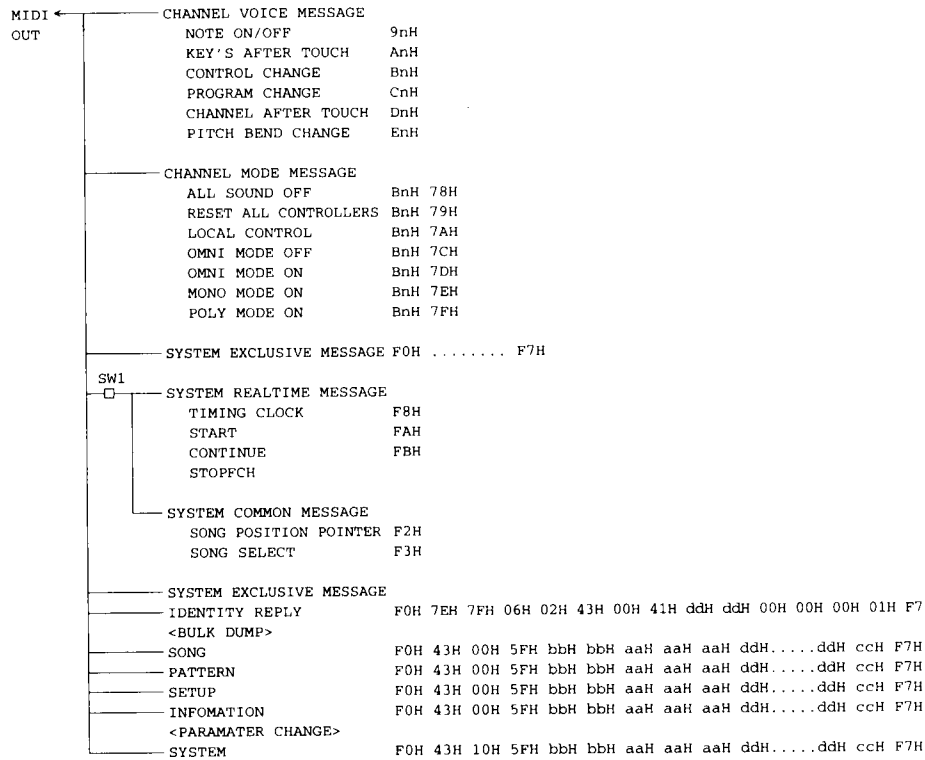 MIDI CHANNEL VOICE MESSAGE
OUT NOTE ON/OFF 9nH
KEY'S AFTER TOUCH AnH
CONTROL CHANGE BnH
PROGRAM CHANGE CnH
CHANNEL AFTER TOUCH DnH
PITCH BEND CHANGE EnH
CHANNEL MODE MESSAGE
ALL SOUND OFF BnH 78H
RESET ALL CONTROLLERS BnH 79H
LOCAL CONTROL BnH 7AH
OMNI MODE OFF BnH 7CH
OMNI MODE ON BnH 7DH
MONO MODE ON BnH 7EH
POLY MODE ON BnH 7FH
SYSTEM EXCLUSIVE MESSAGE F0H ........ F7H
SW1
SYSTEM REALTIME MESSAGE
TIMING CLOCK F8H
START FAH
CONTINUE FBH
STOPFCH
SYSTEM COMMON MESSAGE
SONG POSITION POINTER F2H
SONG SELECT F3H
SYSTEM EXCLUSIVE MESSAGE
IDENTITY REPLY F0H 7EH 7FH 06H 02H 43H 00H 41H ddH ddH 00H 00H 00H 01H F7
<BULK DUMP>
SONG F0H 43H 00H 5FH bbH bbH aaH aaH aaH ddH.....ddH ccH F7H
PATTERN F0H 43H 00H 5FH bbH bbH aaH aaH aaH ddH.....ddH ccH F7H
SETUP F0H 43H 00H 5FH bbH bbH aaH aaH aaH ddH.....ddH ccH F7H
INFOMATION F0H 43H 00H 5FH bbH bbH aaH aaH aaH ddH.....ddH ccH F7H
<PARAMATER CHANGE>
SYSTEM F0H 43H 10H 5FH bbH bbH aaH aaH aaH ddH.....ddH ccH F7H